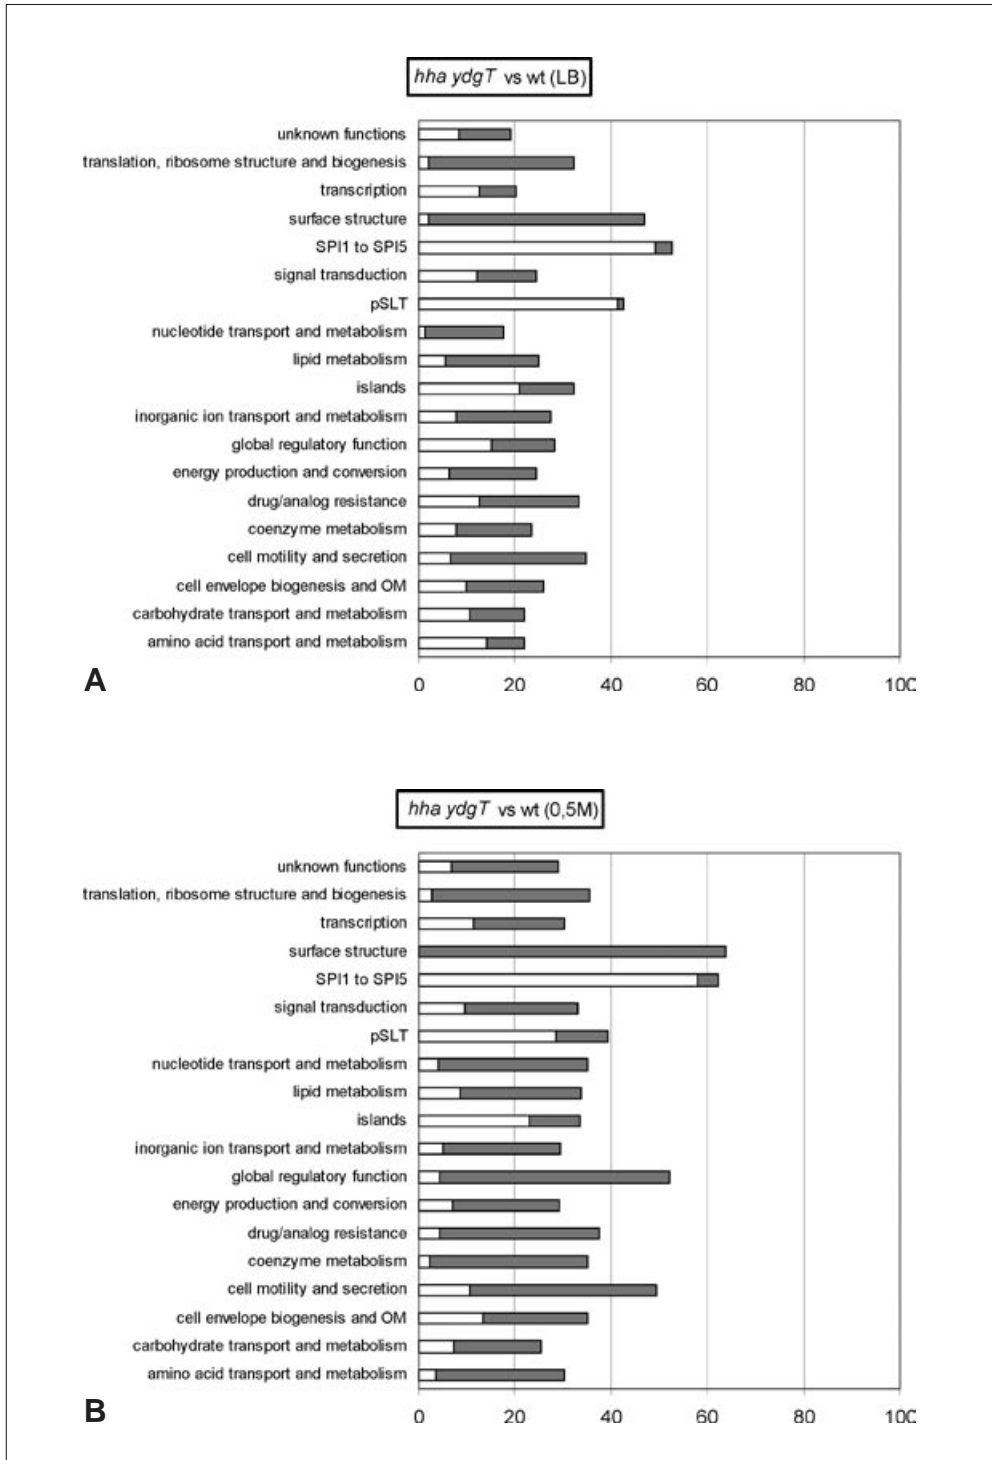 hha ydgT vs wt (LB)
unknown functions
translation, ribosome structure and biogenesis
transcription
surface structure
SPI1 to SPI5
signal transduction
pSLT
nucleotide transport and metabolism
lipid metabolism
islands
inorganic ion transport and metabolism
global regulatory function
energy production and conversion
drug/analog resistance
coenzyme metabolism
cell motility and secretion
cell envelope biogenesis and OM
carbohydrate transport and metabolism
amino acid transport and metabolism
A
0 20 40 60 80 100
hha ydgT vs wt (0,5M)
unknown functions
translation, ribosome structure and biogenesis
transcription
surface structure
SPI1 to SPI5
signal transduction
pSLT
nucleotide transport and metabolism
lipid metabolism
islands
inorganic ion transport and metabolism
global regulatory function
energy production and conversion
drug/analog resistance
coenzyme metabolism
cell motility and secretion
cell envelope biogenesis and OM
carbohydrate transport and metabolism
amino acid transport and metabolism
B
0 20 40 60 80 100